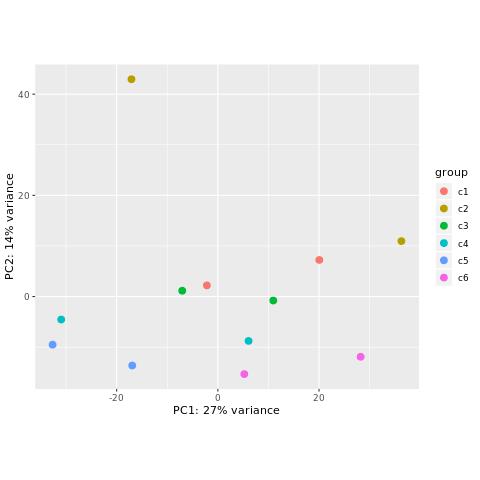 40
20
0
-20
0
20
PC2: 14% variance
PC1: 27% variance
group
c1
c2
c3
c4
c5
c6